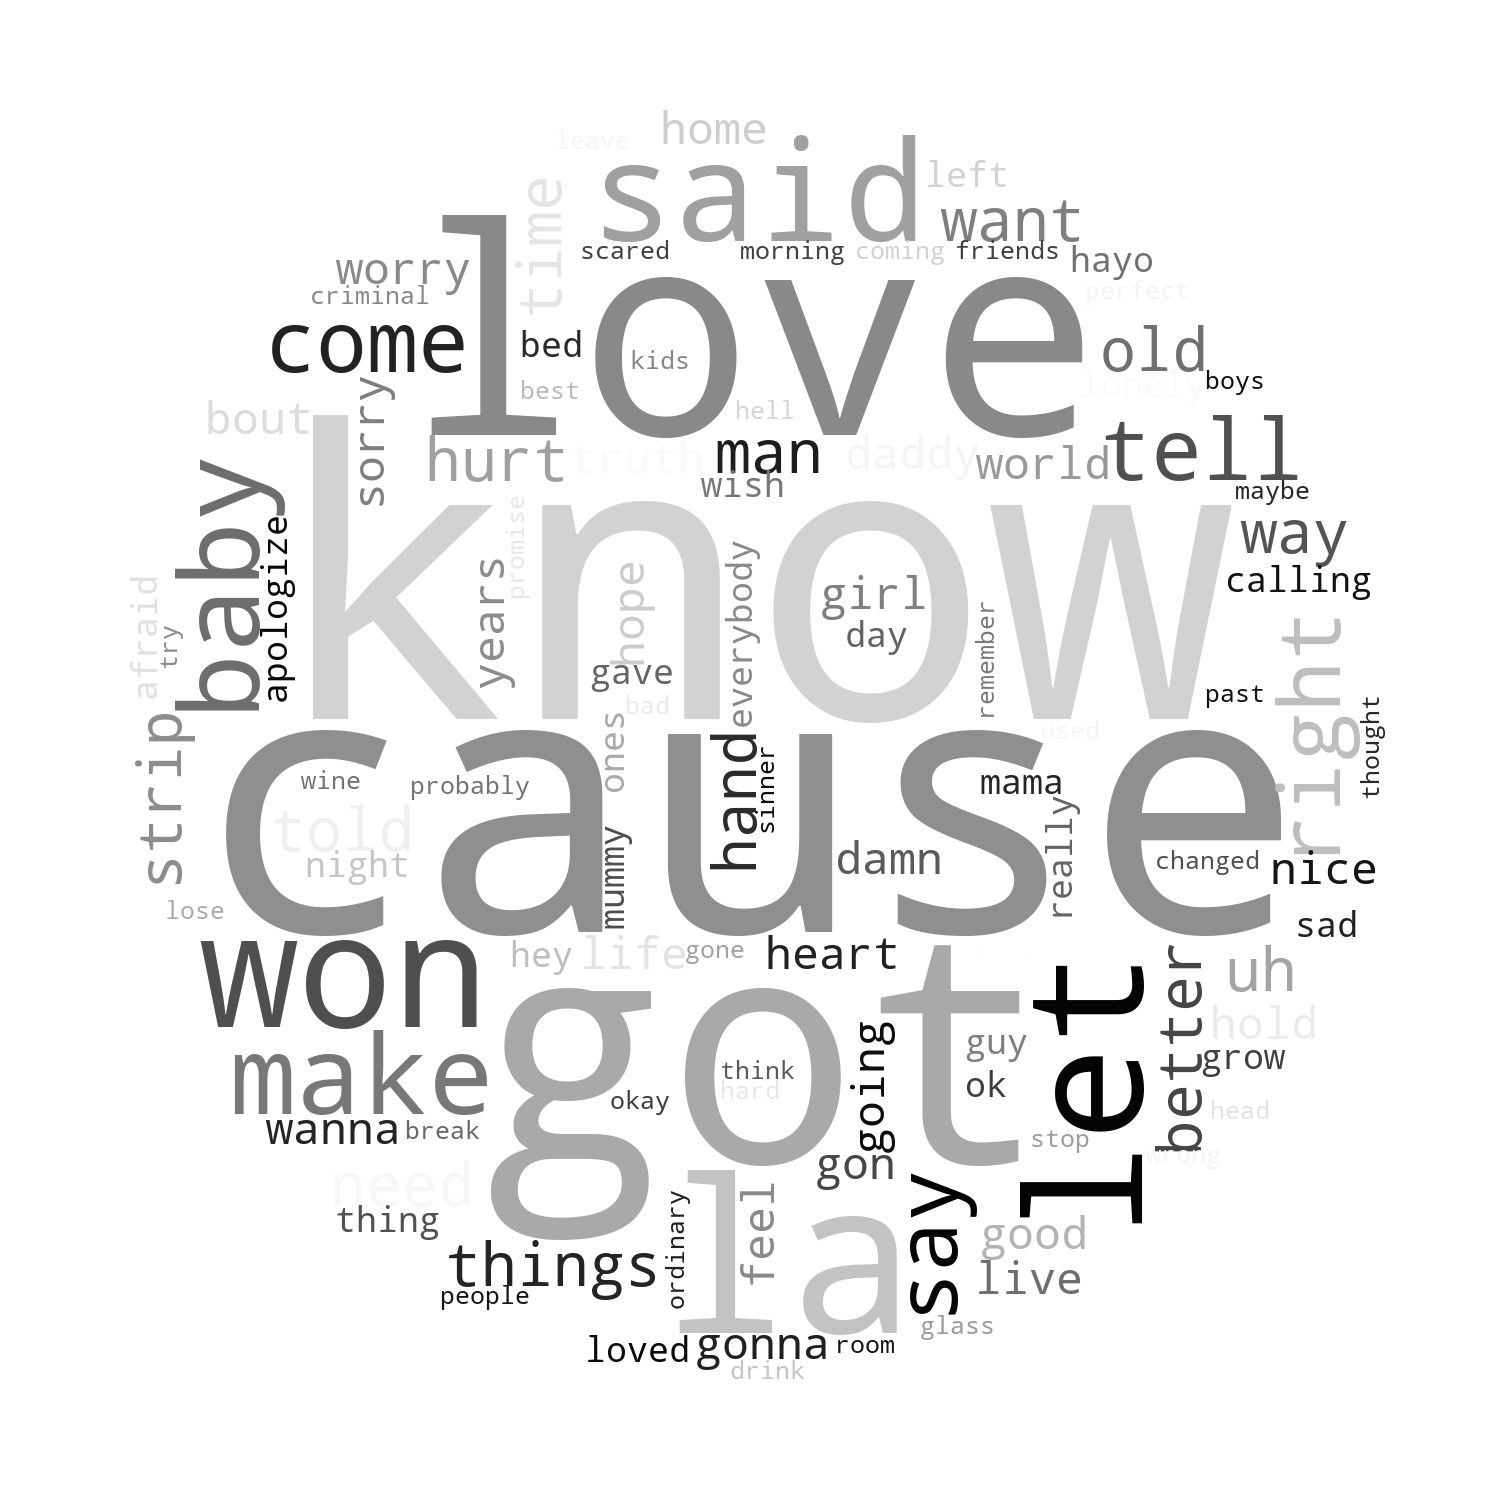 leave
home
said
left
time
want
love
scared
morning
coming
friends
hayo
worry
criminal
perfect
come
bed
kids
old
best
lonely
boys
bout
sorry
hell
hurt
truth
man
daddy
world
tell
wish
maybe
know
baby
apologize
years
promise
hope
everybody
girl
day
way
calling
afraid
try
gave
remember
right
bad
past
used
thought
strip
cause
wine
probably
ones
hand
sinner
mama
told
night
mummy
damn
really
changed
nice
lose
sad
won
hey
life
gone
heart
got
let
better
uh
hold
make
think
hard
going
guy
ok
grow
okay
head
wanna
break
stop
wrong
need
gon
thing
la
say
good
things
ordinary
feel
live
people
glass
loved
gonna
room
drink